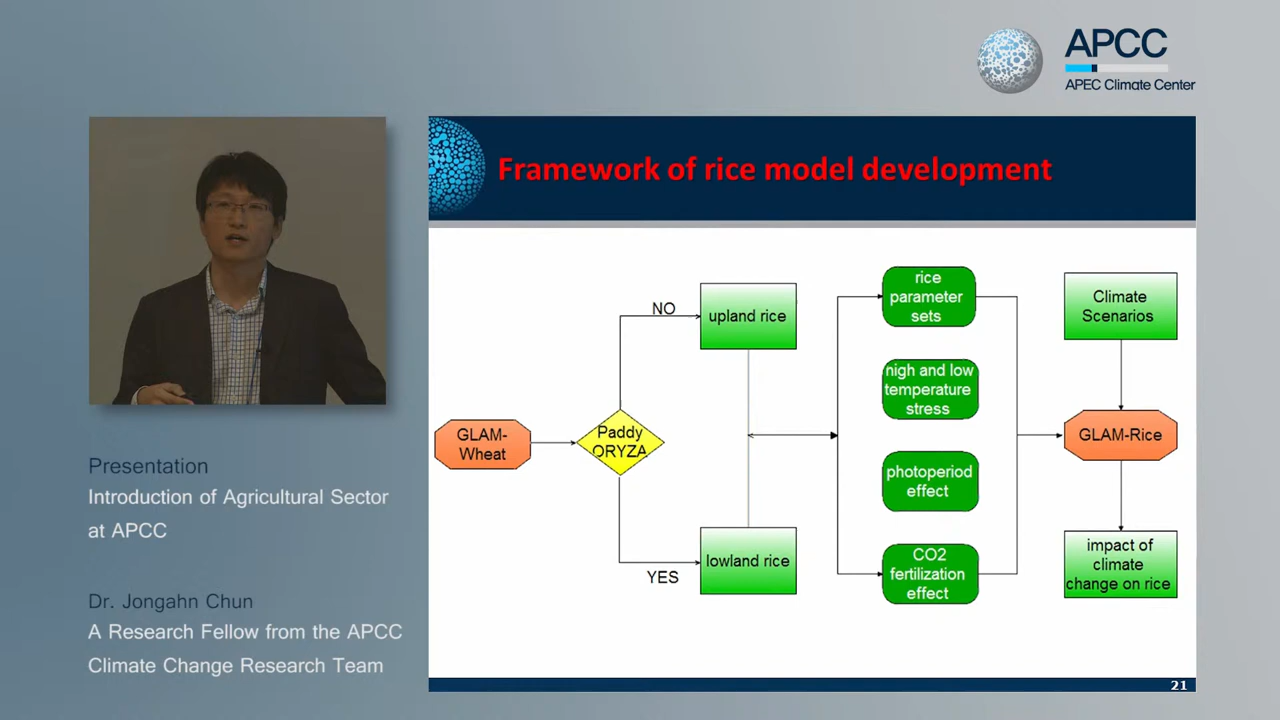 APCC
APEC Climate Center
Framework of rice model development
NO
upland rice
rice
parameter
sets
Climate
Scenarios
nigh and low
temperature
stress
GLAM-
Wheat
Paddy
ORYZA
GLAM-Rice
photoperiod
effect
YES
lowland rice
CO2
fertilization
effect
impact of
climate
change on rice
21
Presentation
Introduction of Agricultural Sector
at APCC
Dr. Jongahn Chun
A Research Fellow from the APCC
Climate Change Research Team